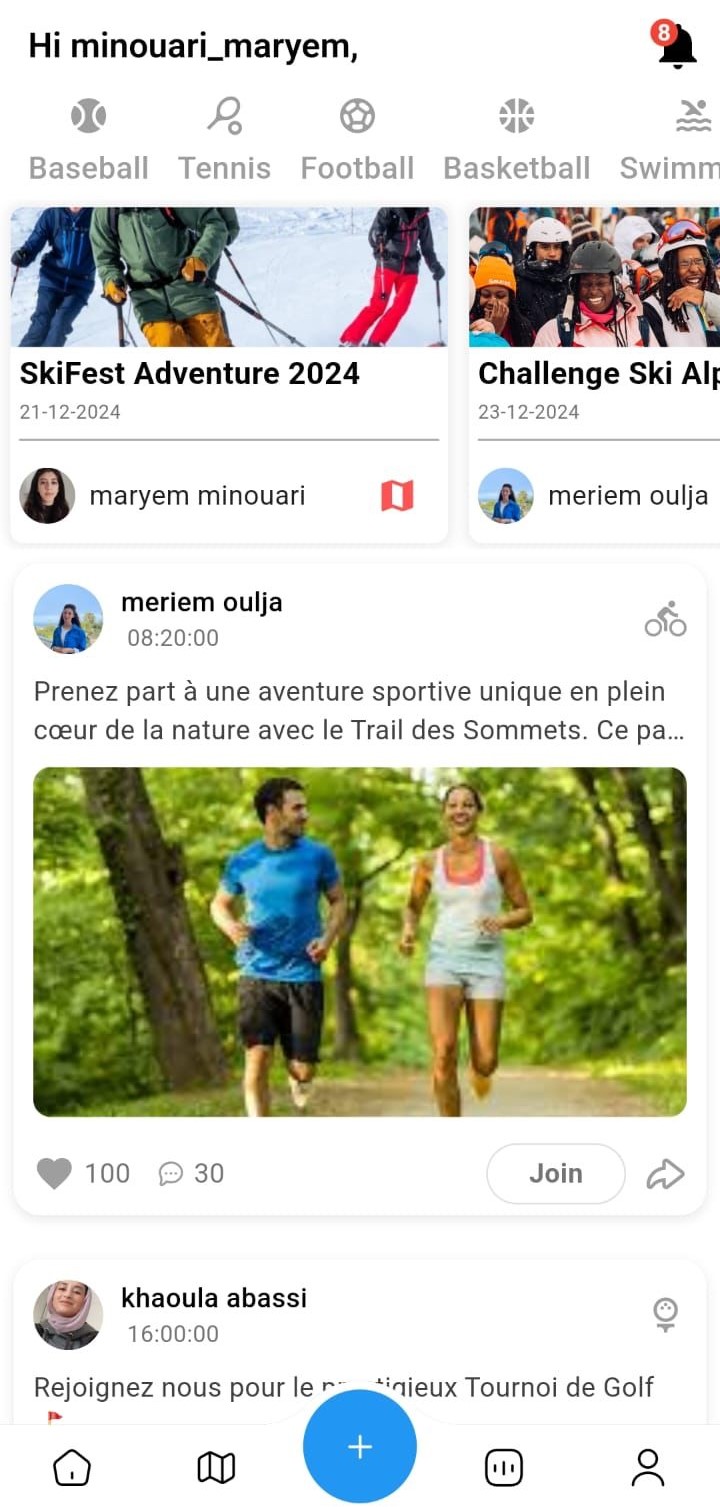 Hi minouari_maryem,
8
Baseball Tennis Football Basketball Swimm
SkiFest Adventure 2024
21-12-2024
maryem minouari
Challenge Ski Alp
23-12-2024
meriem oulja
meriem oulja
08:20:00
Prenez part à une aventure sportive unique en plein
cœur de la nature avec le Trail des Sommets. Ce pa...
100 30 Join
khaoula abassi
16:00:00
Rejoignez nous pour le tigieux Tournoi de Golf